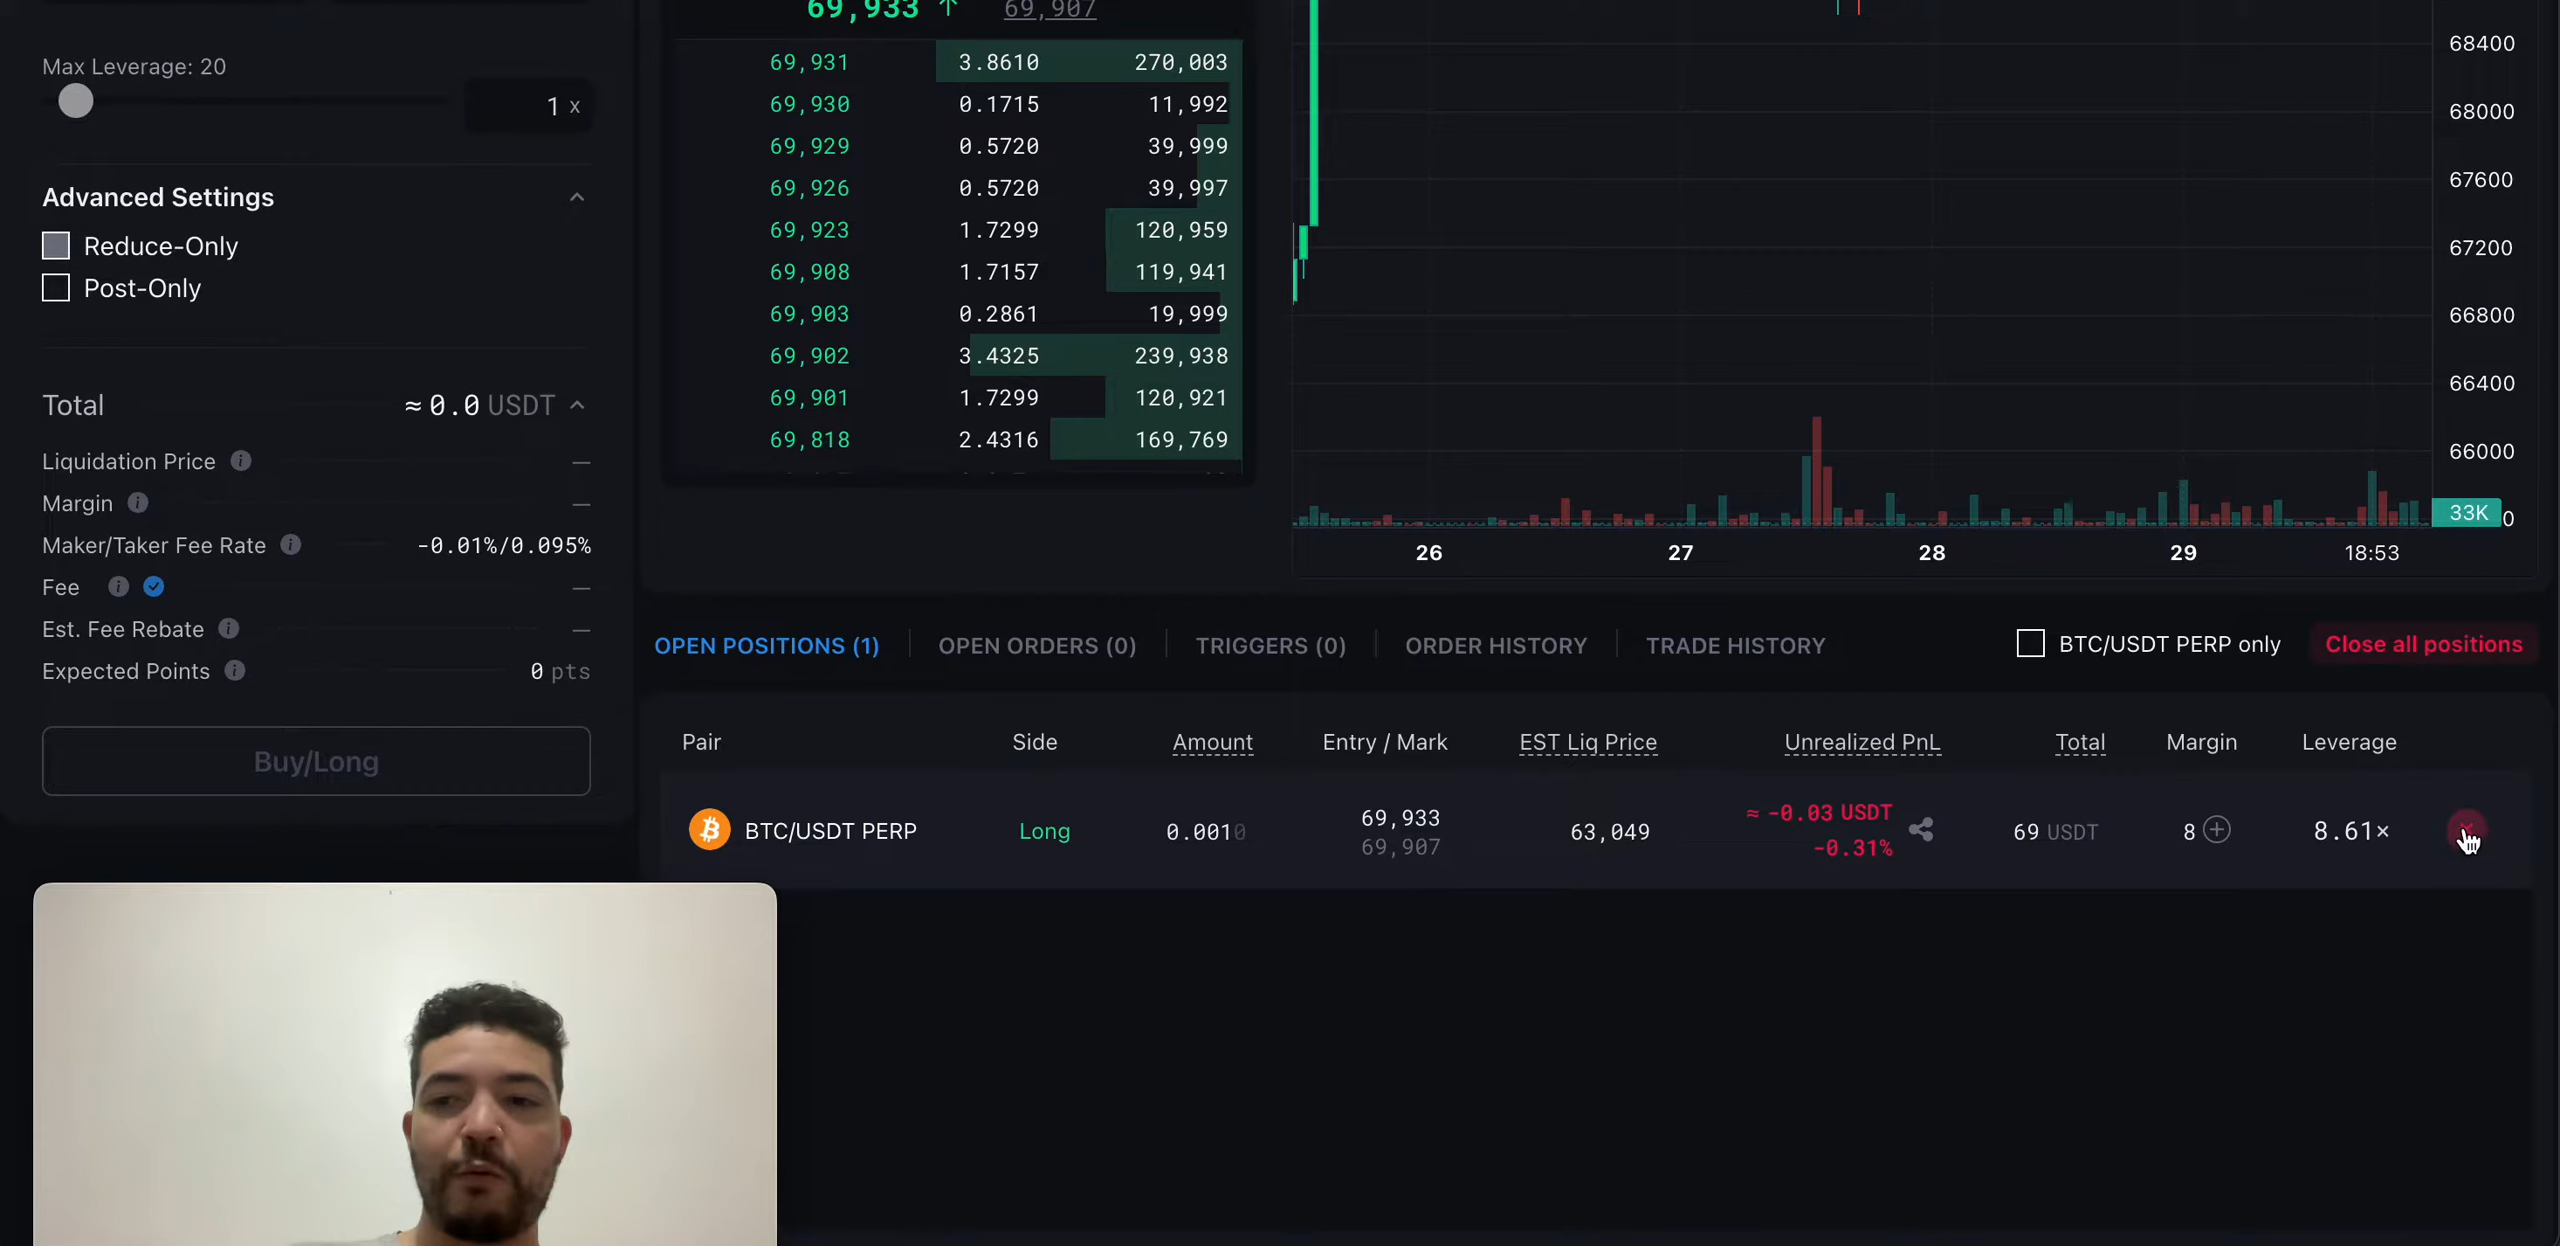 69,933 ↑ 69,907
Max Leverage: 20
1 x
Advanced Settings
Reduce-Only
Post-Only
Total ≈ 0.0 USDT
Liquidation Price —
Margin —
Maker/Taker Fee Rate -0.01%/0.095%
Fee —
Est. Fee Rebate —
Expected Points 0 pts
Buy/Long
69,931 3.8610 270,003
69,930 0.1715 11,992
69,929 0.5720 39,999
69,926 0.5720 39,997
69,923 1.7299 120,959
69,908 1.7157 119,941
69,903 0.2861 19,999
69,902 3.4325 239,938
69,901 1.7299 120,921
69,818 2.4316 169,769
68400
68000
67600
67200
66800
66400
66000
33K 0
26 27 28 29 18:53
OPEN POSITIONS (1) OPEN ORDERS (0) TRIGGERS (0) ORDER HISTORY TRADE HISTORY BTC/USDT PERP only Close all positions
Pair Side Amount Entry / Mark EST Liq Price Unrealized PnL Total Margin Leverage
BTC/USDT PERP Long 0.0010 69,933 63,049 ≈ -0.03 USDT 69 USDT 8 8.61×
69,907 -0.31%